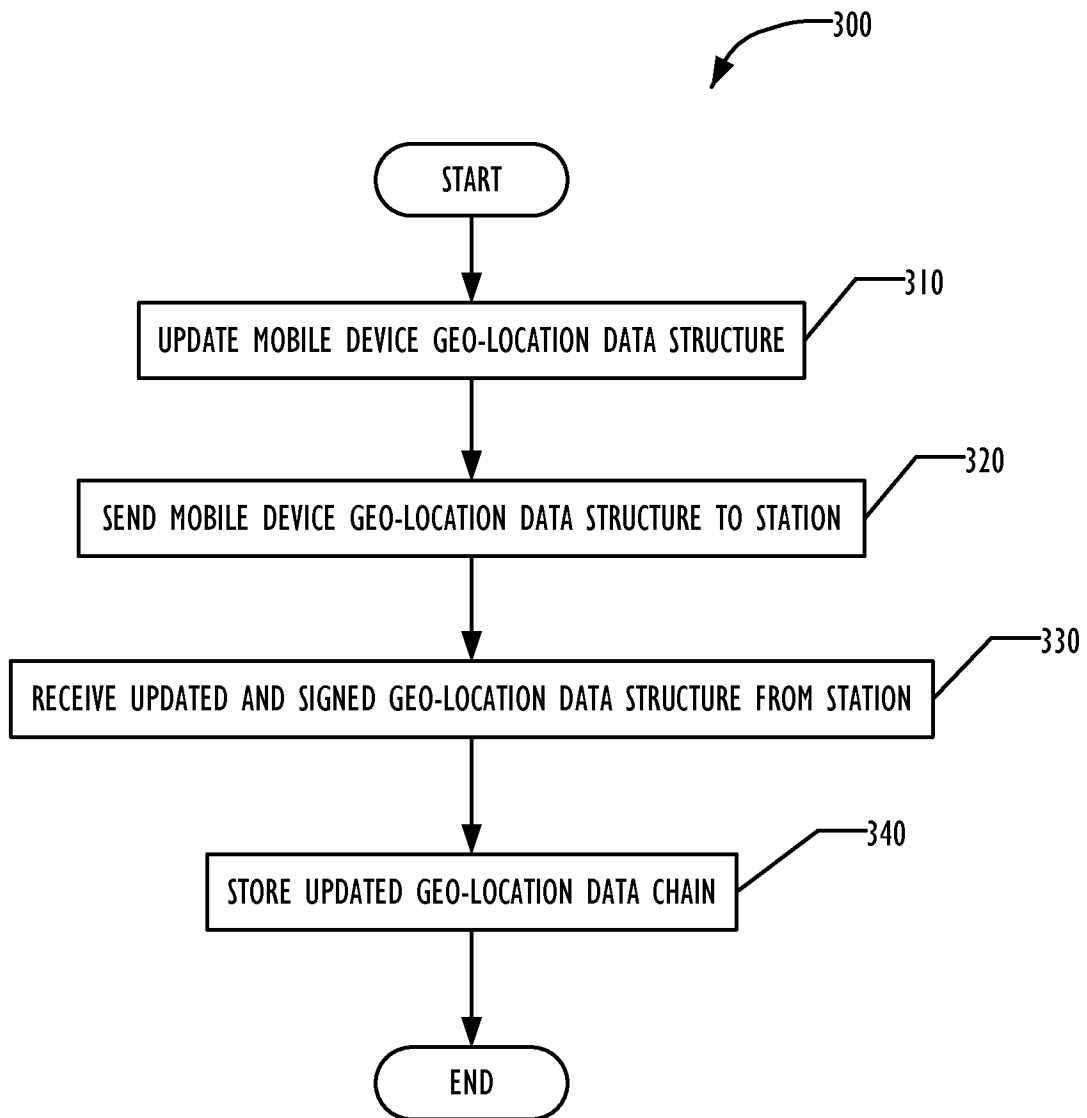 300
START
310
UPDATE MOBILE DEVICE GEO-LOCATION DATA STRUCTURE
320
SEND MOBILE DEVICE GEO-LOCATION DATA STRUCTURE TO STATION
330
RECEIVE UPDATED AND SIGNED GEO-LOCATION DATA STRUCTURE FROM STATION
340
STORE UPDATED GEO-LOCATION DATA CHAIN
END